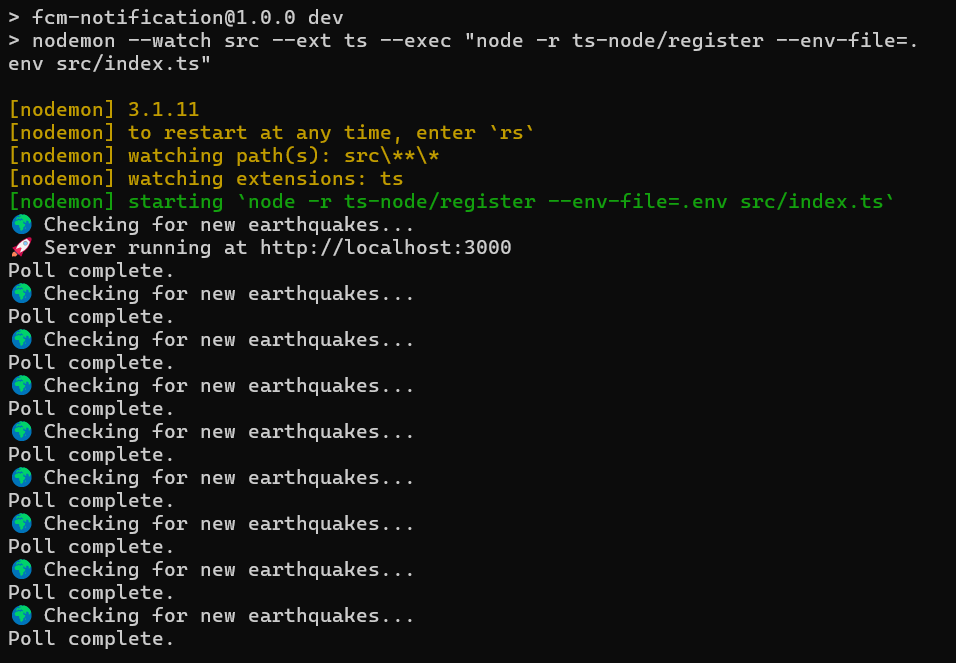 > fcm-notification@1.0.0 dev
> nodemon --watch src --ext ts --exec "node -r ts-node/register --env-file=.
env src/index.ts"
[nodemon] 3.1.11
[nodemon] to restart at any time, enter `rs`
[nodemon] watching path(s): src\**\*
[nodemon] watching extensions: ts
[nodemon] starting `node -r ts-node/register --env-file=.env src/index.ts`
🌍 Checking for new earthquakes...
🚀 Server running at http://localhost:3000
Poll complete.
🌍 Checking for new earthquakes...
Poll complete.
🌍 Checking for new earthquakes...
Poll complete.
🌍 Checking for new earthquakes...
Poll complete.
🌍 Checking for new earthquakes...
Poll complete.
🌍 Checking for new earthquakes...
Poll complete.
🌍 Checking for new earthquakes...
Poll complete.
🌍 Checking for new earthquakes...
Poll complete.
🌍 Checking for new earthquakes...
Poll complete.